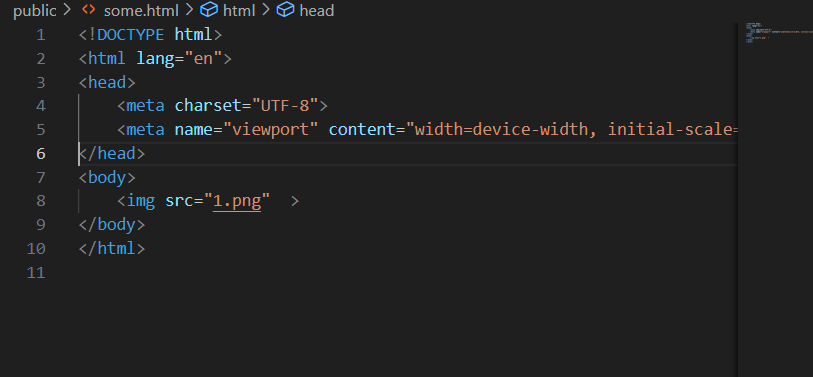 public > some.html > html > head
1 <!DOCTYPE html>
2 <html lang="en">
3 <head>
4     <meta charset="UTF-8">
5     <meta name="viewport" content="width=device-width, initial-scale=
6 </head>
7 <body>
8     <img src="1.png"  >
9 </body>
10 </html>
11